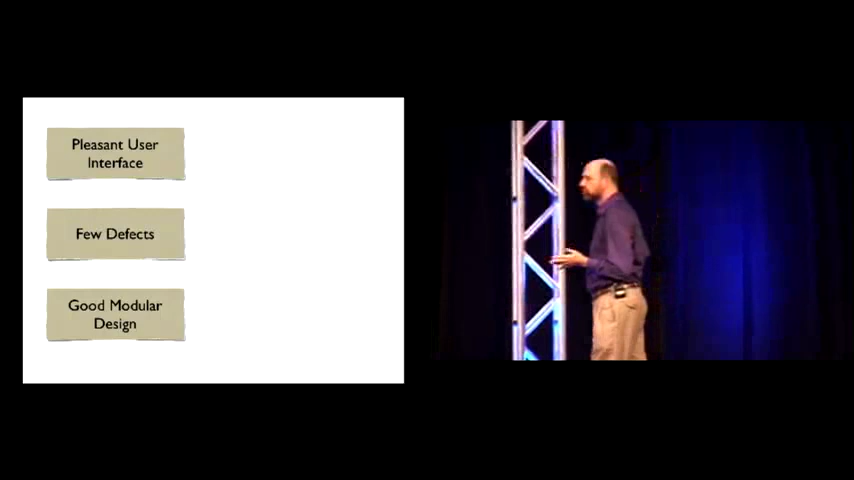 Pleasant User
Interface
Few Defects
Good Modular
Design